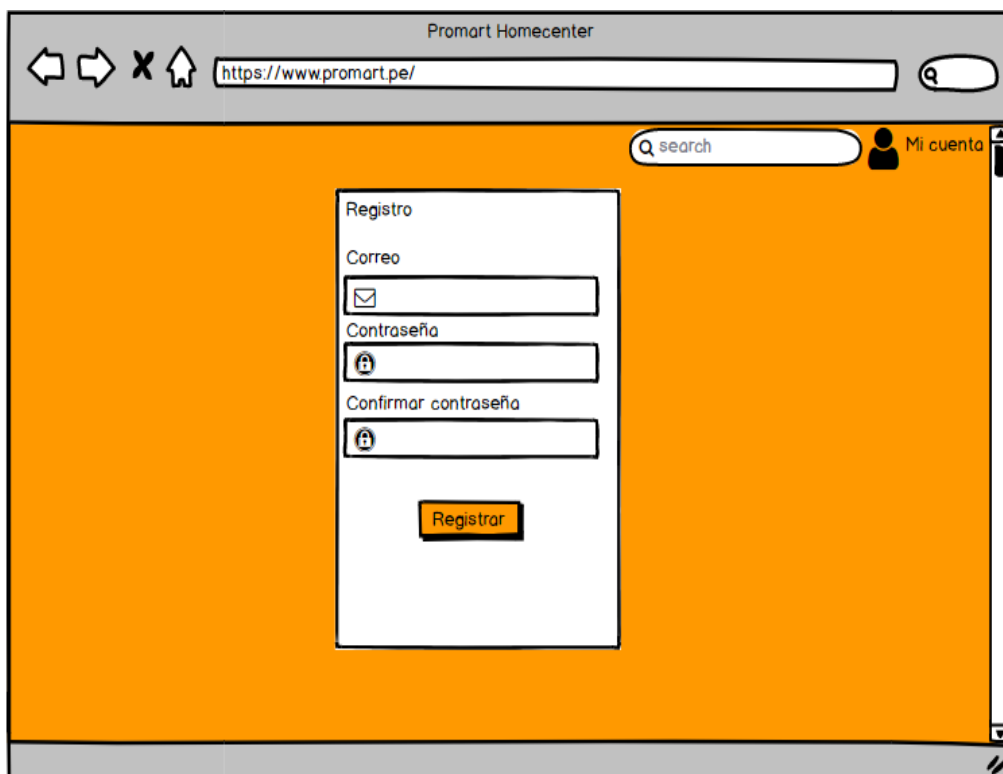 Promart Homecenter
https://www.promart.pe/
search
Mi cuenta
Registro
Correo
Contraseña
Confirmar contraseña
Registrar